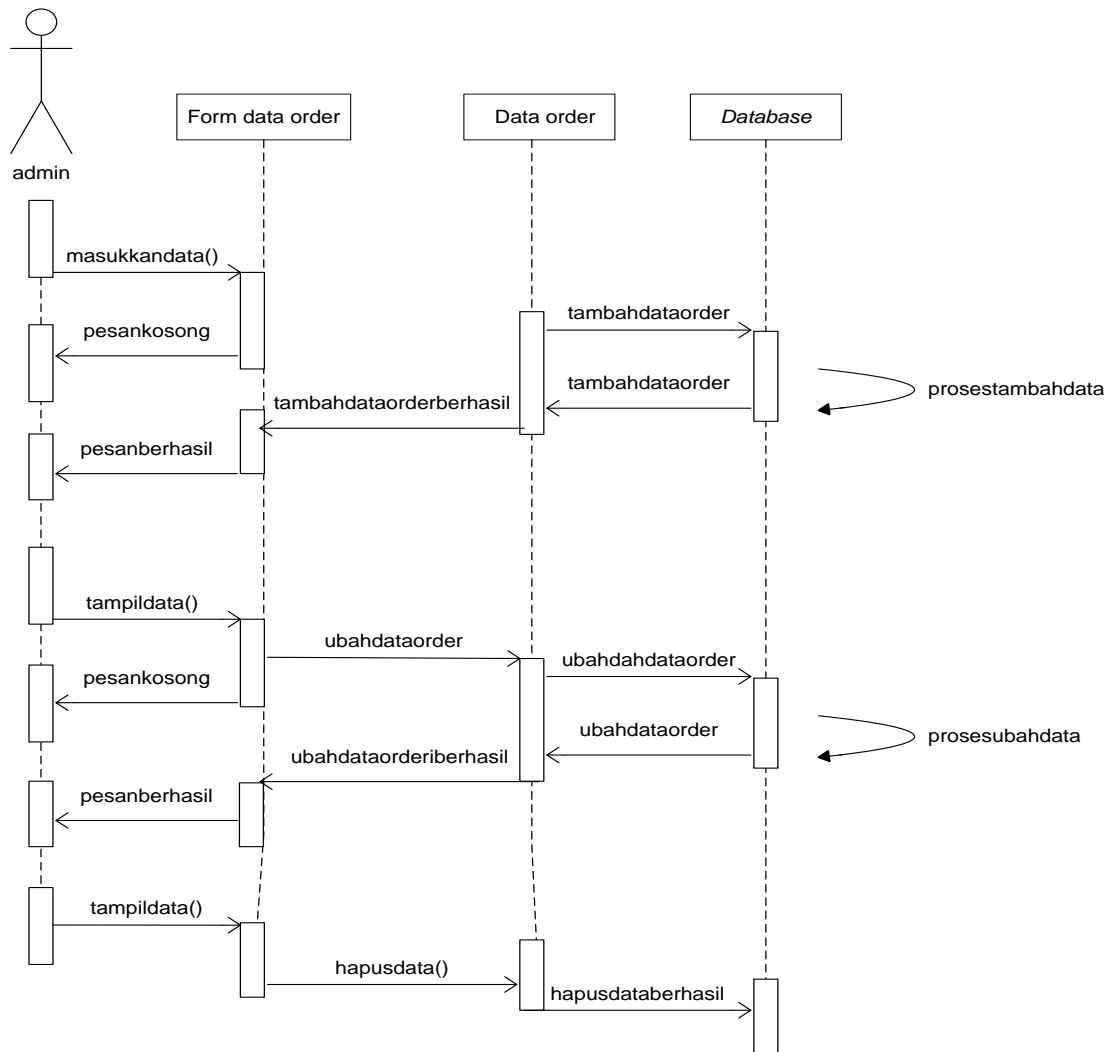 admin
Form data order
Data order
Database
masukkandata()
pesankosong
tambahdataorder
tambahdataorder
prosestambahdata
tambahdataorderberhasil
pesanberhasil
tampildata()
ubahdataorder
ubahdahdataorder
pesankosong
ubahdataorder
prosesubahdata
ubahdataorderiberhasil
pesanberhasil
tampildata()
hapusdata()
hapusdataberhasil